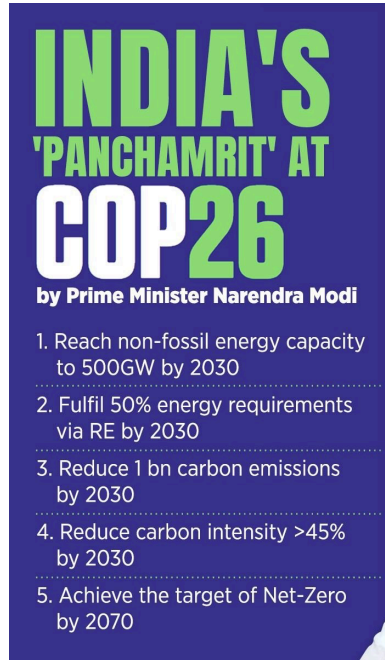 INDIA'S
'PANCHAMRIT' AT
COP26
by Prime Minister Narendra Modi
1. Reach non-fossil energy capacity
to 500GW by 2030
2. Fulfil 50% energy requirements
via RE by 2030
3. Reduce 1 bn carbon emissions
by 2030
4. Reduce carbon intensity >45%
by 2030
5. Achieve the target of Net-Zero
by 2070